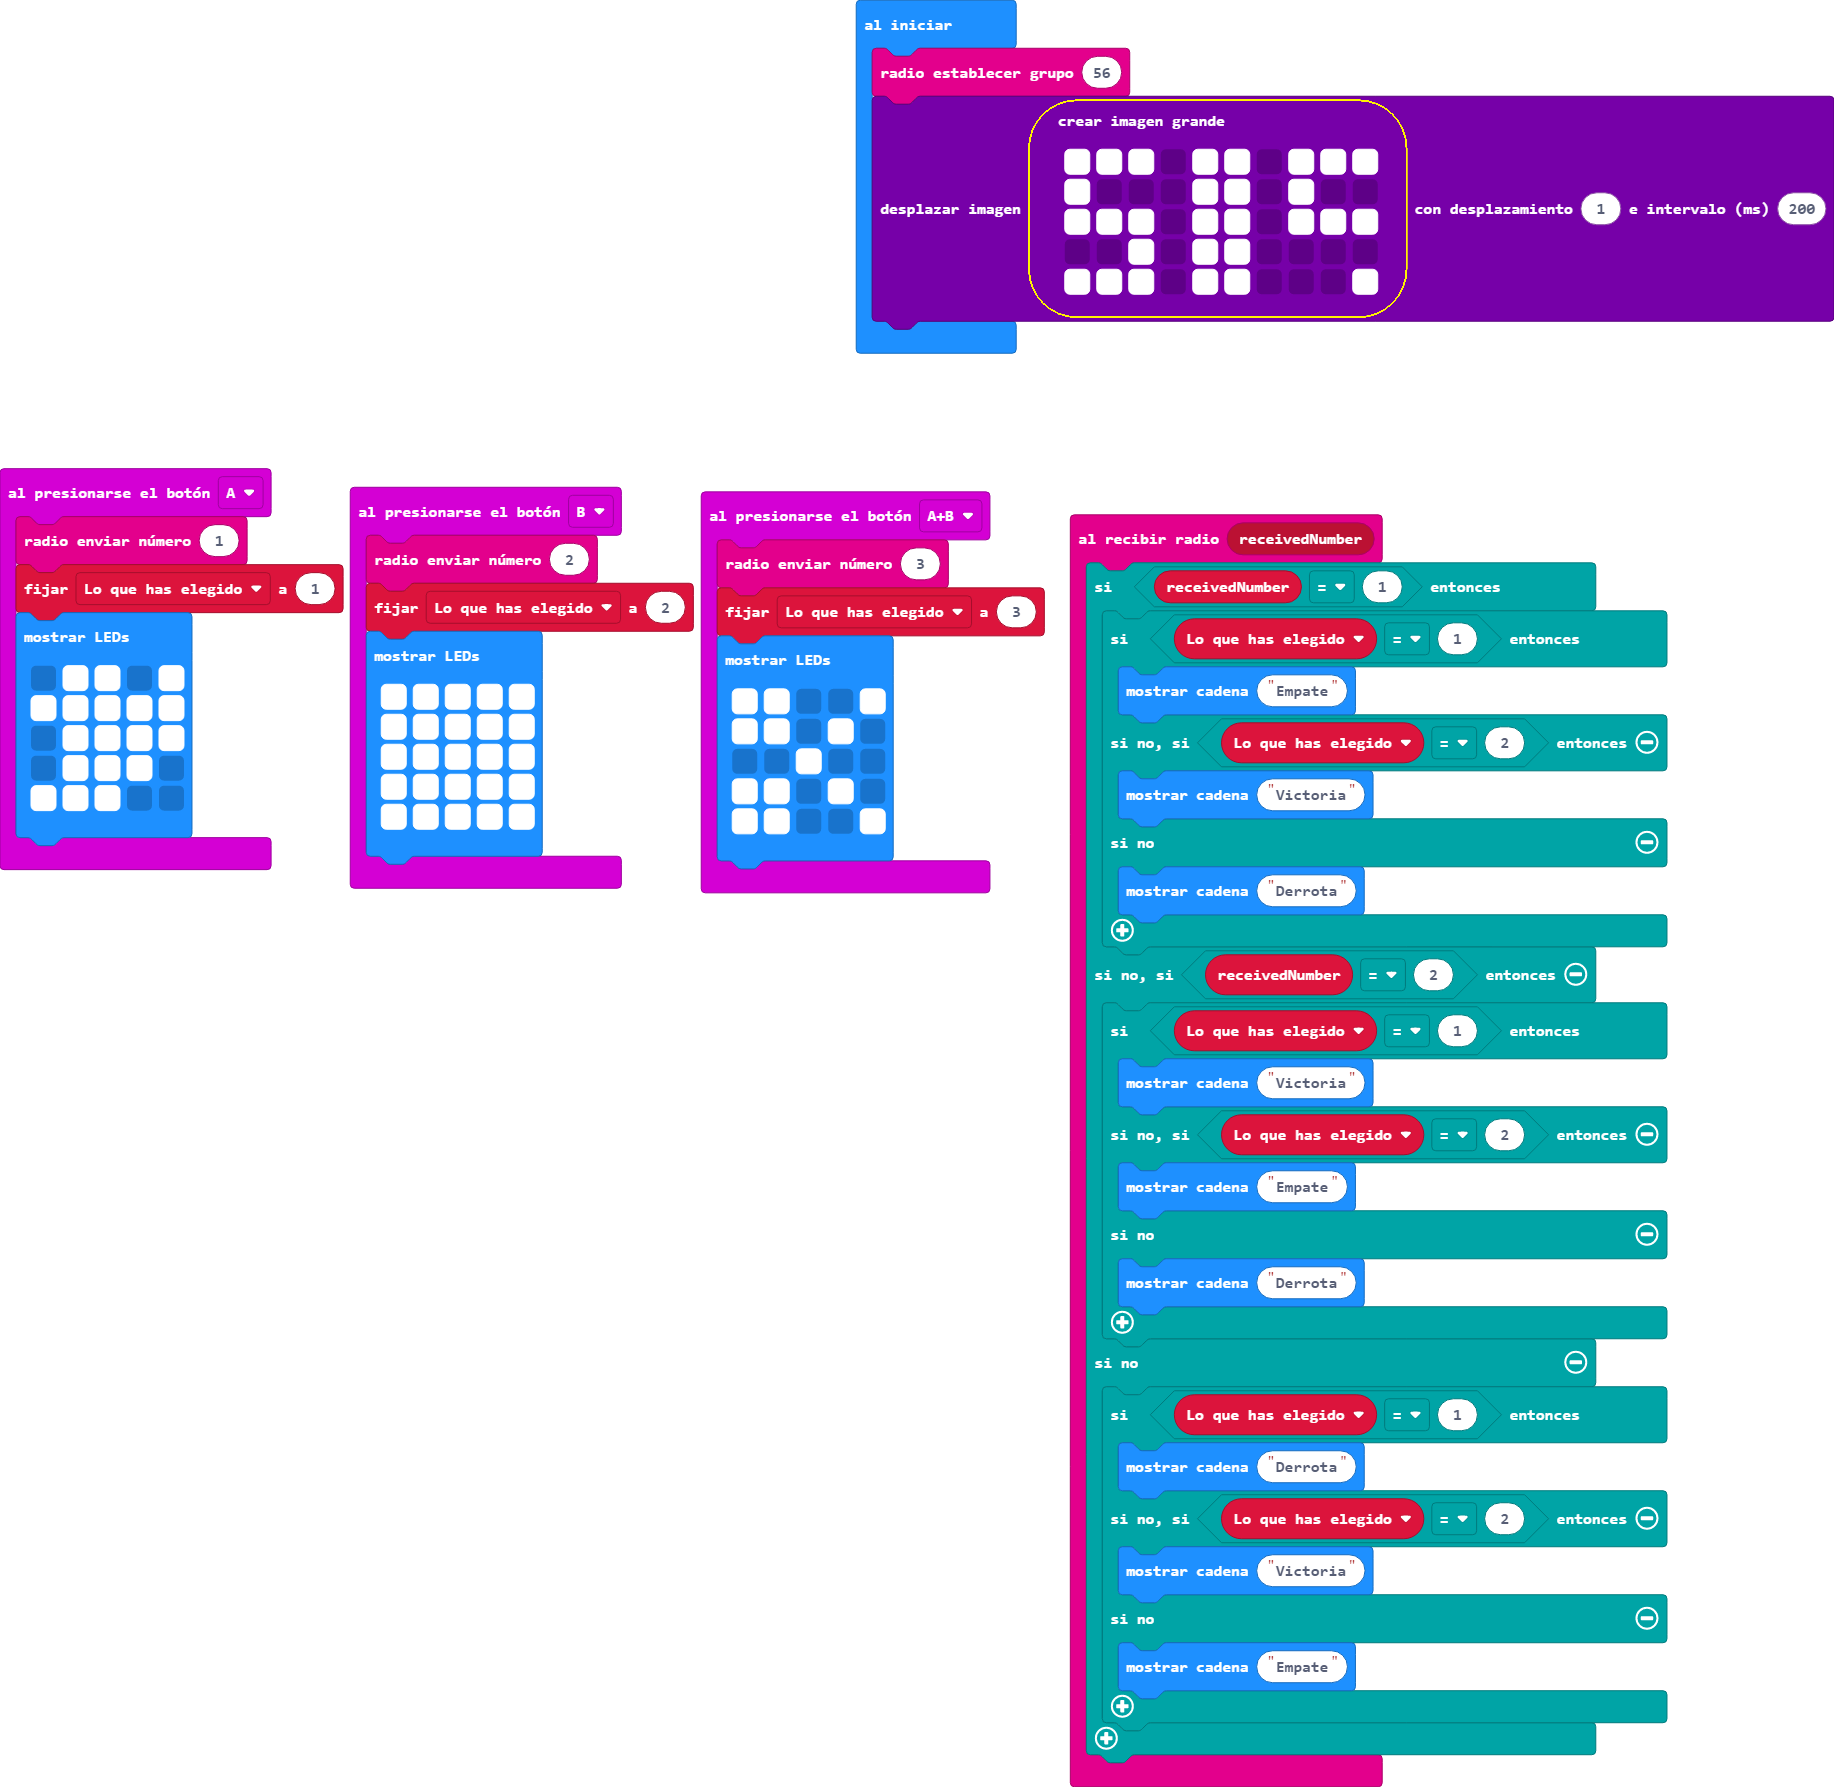 al iniciar
radio establecer grupo 56
crear imagen grande
desplazar imagen con desplazamiento 1 e intervalo (ms) 200
al presionarse el botón A
radio enviar número 1
fijar Lo que has elegido a 1
mostrar LEDs
al presionarse el botón B
radio enviar número 2
fijar Lo que has elegido a 2
mostrar LEDs
al presionarse el botón A+B
radio enviar número 3
fijar Lo que has elegido a 3
mostrar LEDs
al recibir radio receivedNumber
si receivedNumber = 1 entonces
si Lo que has elegido = 1 entonces
mostrar cadena "Empate"
si no, si Lo que has elegido = 2 entonces
mostrar cadena "Victoria"
si no
mostrar cadena "Derrota"
si no, si receivedNumber = 2 entonces
si Lo que has elegido = 1 entonces
mostrar cadena "Victoria"
si no, si Lo que has elegido = 2 entonces
mostrar cadena "Empate"
si no
mostrar cadena "Derrota"
si no
si Lo que has elegido = 1 entonces
mostrar cadena "Derrota"
si no, si Lo que has elegido = 2 entonces
mostrar cadena "Victoria"
si no
mostrar cadena "Empate"